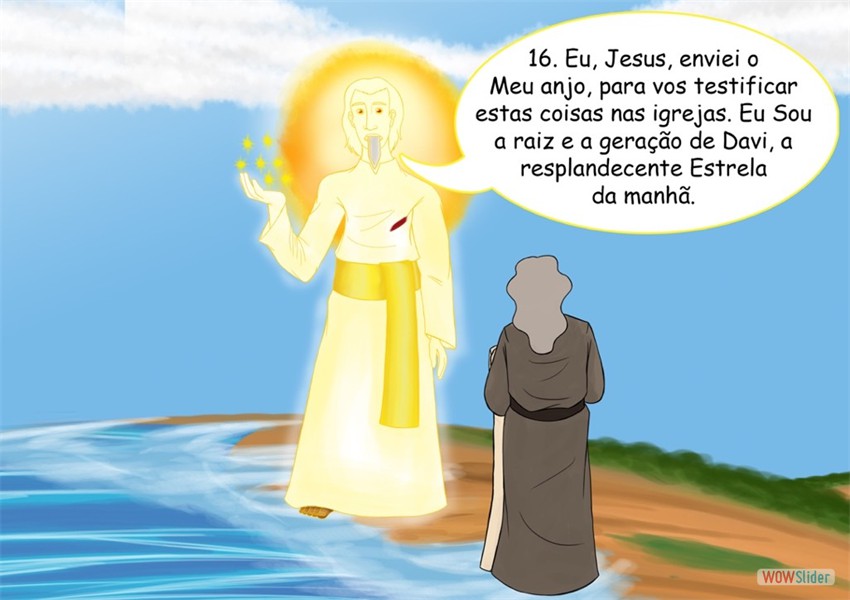 16. Eu, Jesus, enviei o
Meu anjo, para vos testificar
estas coisas nas igrejas. Eu Sou
a raiz e a geração de Davi, a
resplandecente Estrela
da manhã.
WOWSlider